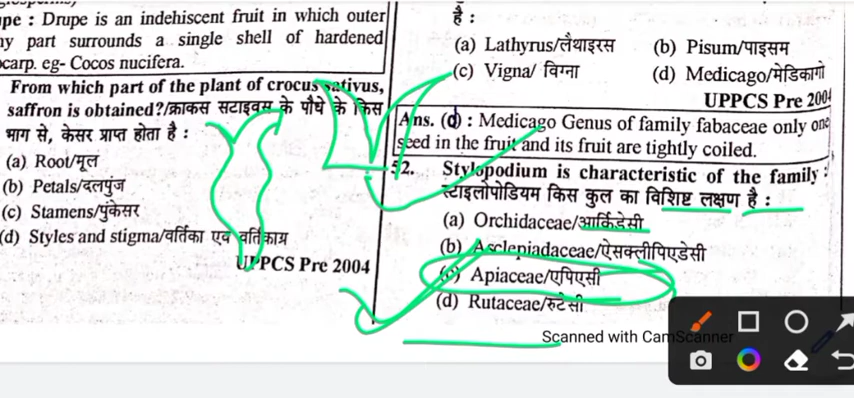 pe : Drupe is an indehiscent fruit in which outer
y part surrounds a single shell of hardened
carp. eg- Cocos nucifera.
From which part of the plant of crocus sativus,
saffron is obtained?/क्राकस सटाइवस के पौधे के किस
भाग से, केसर प्राप्त होता है :
(a) Root/मूल
(b) Petals/दलपुंज
(c) Stamens/पुंकेसर
(d) Styles and stigma/वर्तिका एवं वर्तिकाग्र
UPPCS Pre 2004
है :
(a) Lathyrus/लैथाइरस (b) Pisum/पाइसम
(c) Vigna/ विग्ना (d) Medicago/मेडिकागो
UPPCS Pre 2004
Ans. (d) : Medicago Genus of family fabaceae only one
seed in the fruit and its fruit are tightly coiled.
52. Stylopodium is characteristic of the family :
स्टाइलोपोडियम किस कुल का विशिष्ट लक्षण है :
(a) Orchidaceae/आर्किडेसी
(b) Asclepiadaceae/ऐसक्लीपिएडेसी
(c) Apiaceae/एपिएसी
(d) Rutaceae/रुटेसी
Scanned with CamScanner